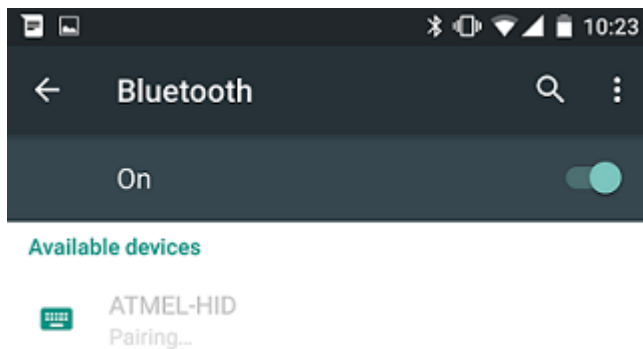 10:23
Bluetooth
On
Available devices
ATMEL-HID
Pairing...